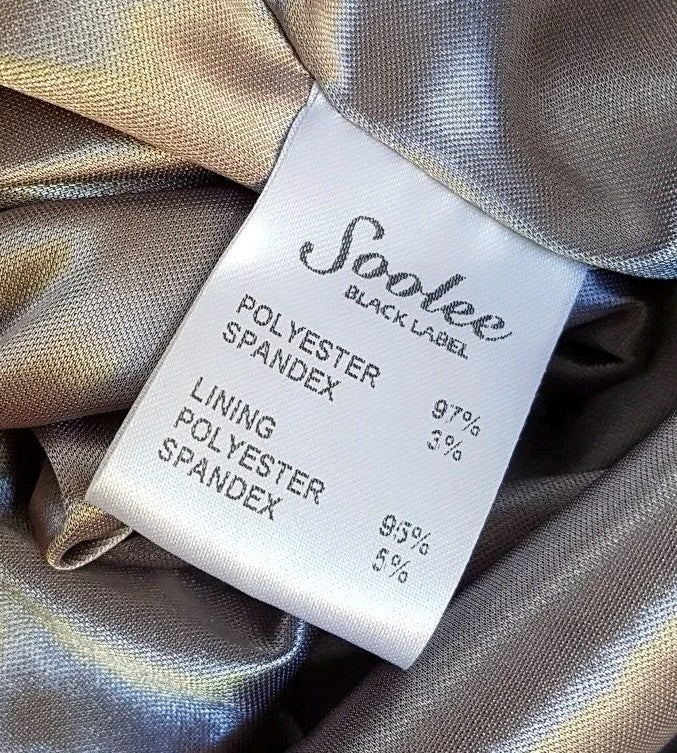 Soolee
BLACK LABEL
POLYESTER 97%
SPANDEX 3%
LINING
POLYESTER 95%
SPANDEX 5%